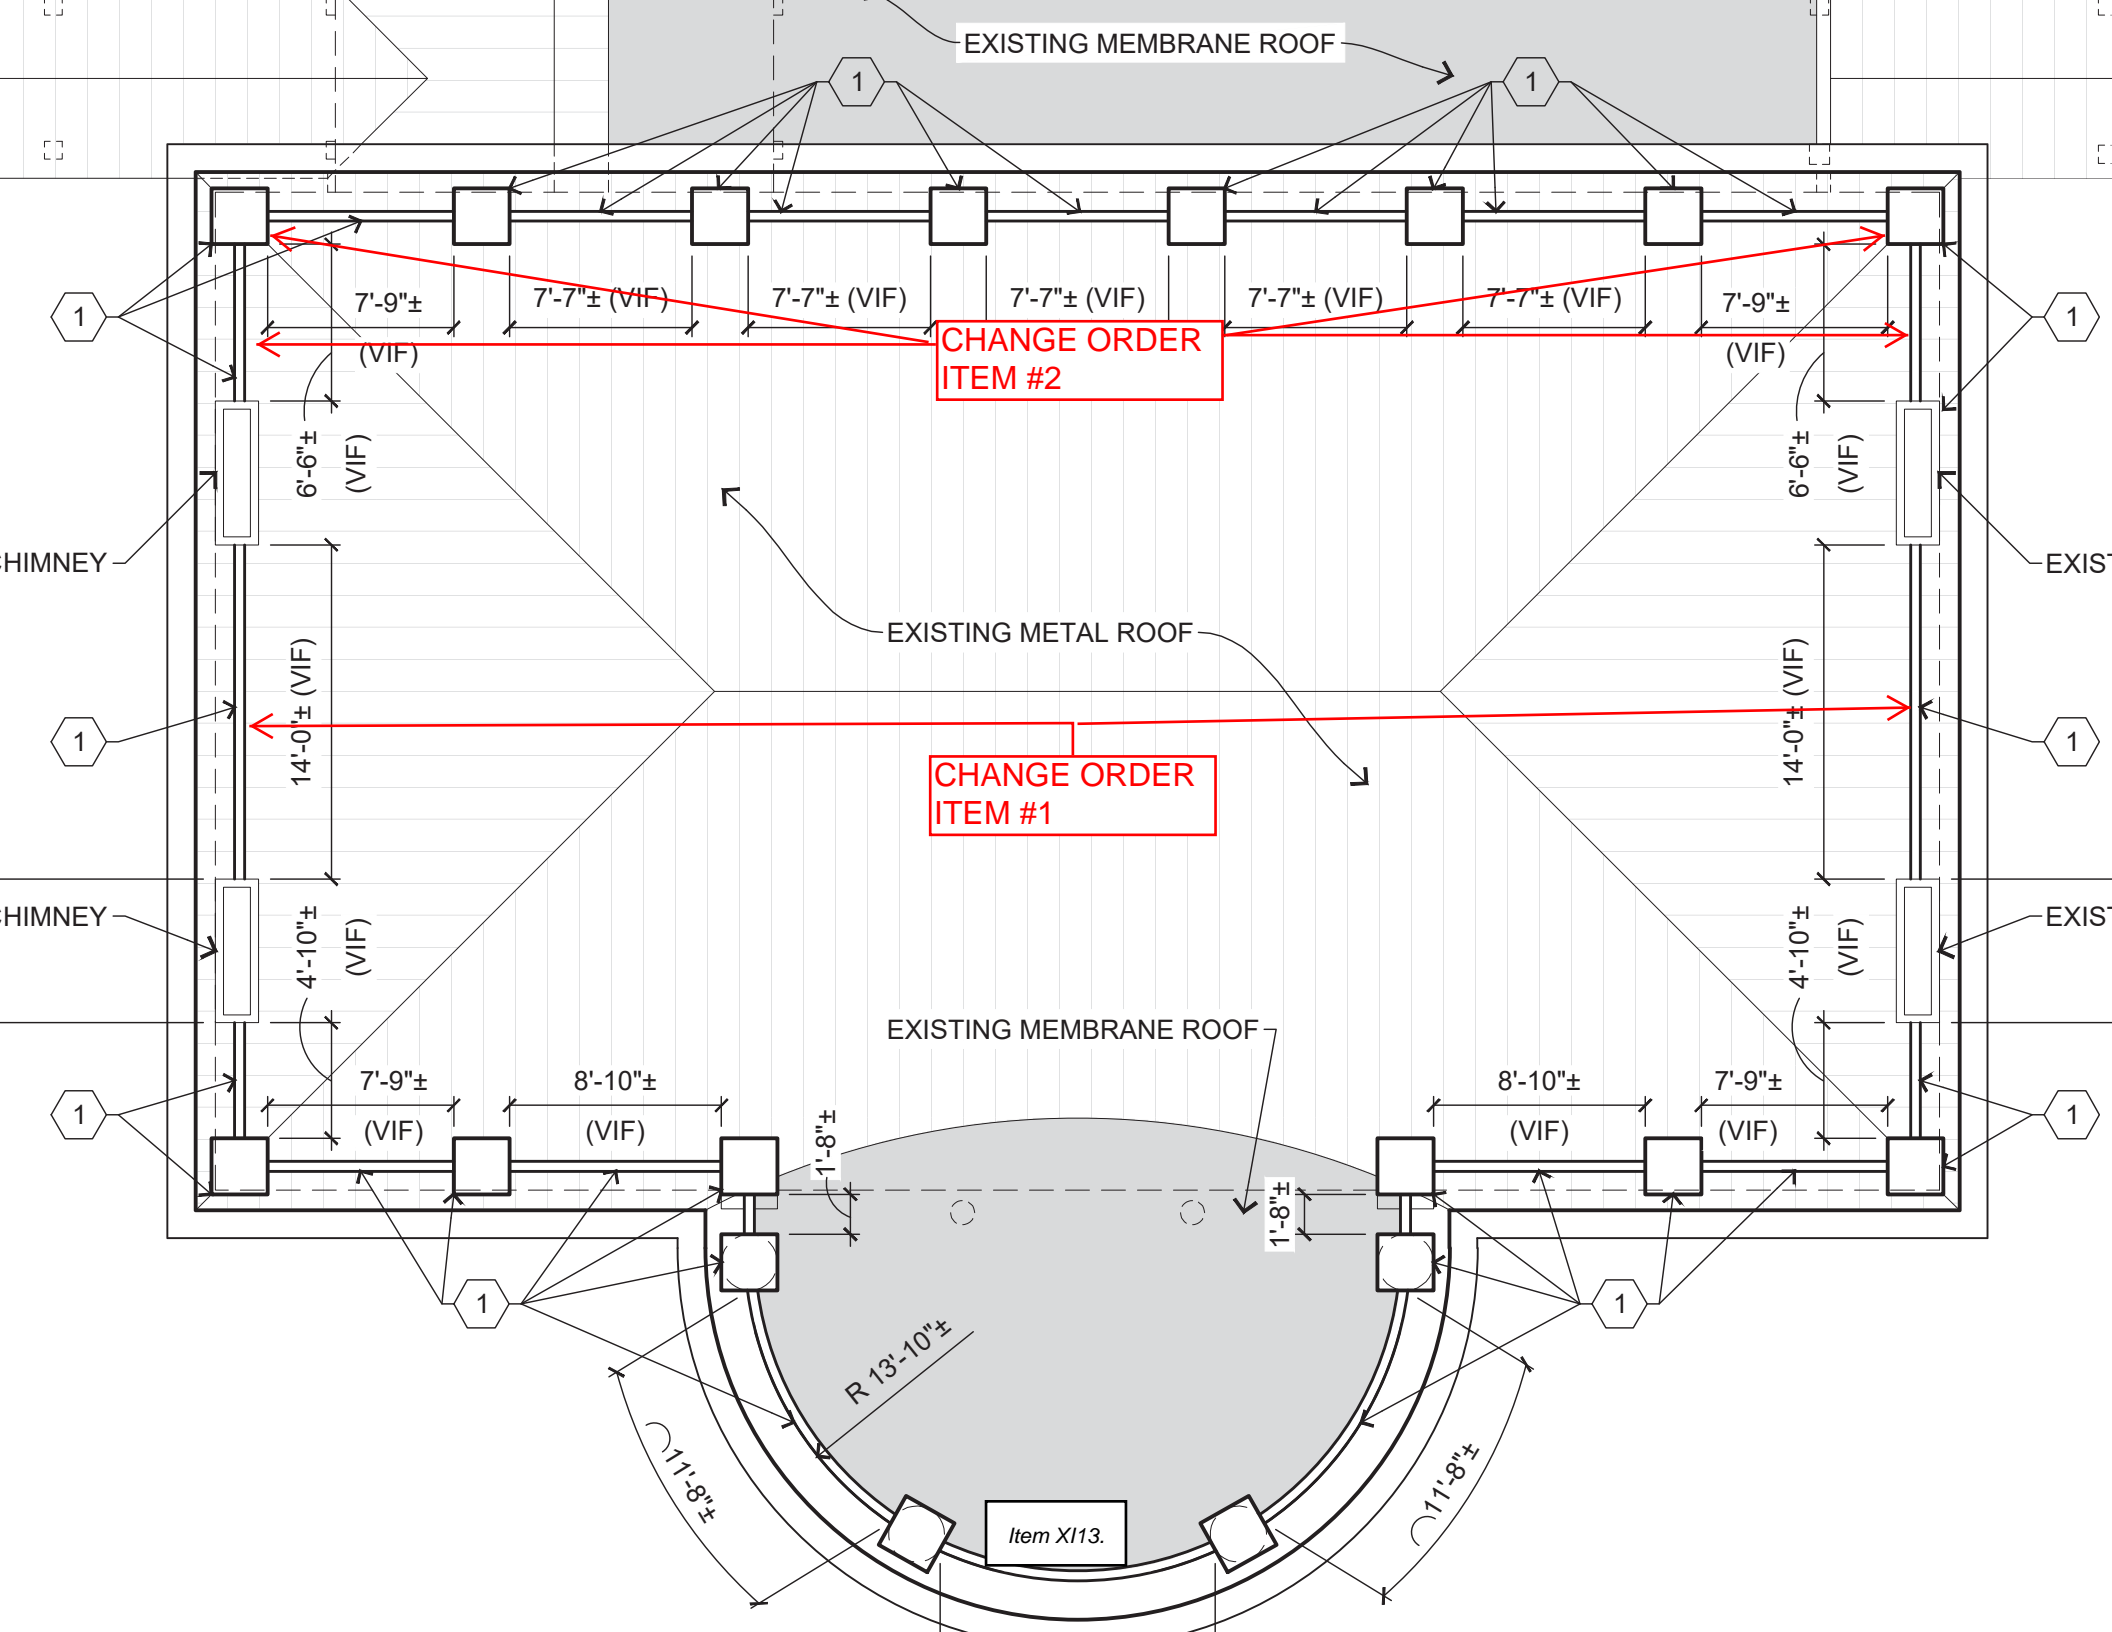 EXISTING MEMBRANE ROOF
1
1
7'-9"±
(VIF)
7'-7"± (VIF)
7'-7"± (VIF)
7'-7"± (VIF)
7'-7"± (VIF)
7'-7"± (VIF)
7'-9"±
(VIF)
1
1
CHANGE ORDER
ITEM #2
6'-6"±
(VIF)
6'-6"±
(VIF)
CHIMNEY
EXIST
EXISTING METAL ROOF
14'-0"± (VIF)
14'-0"± (VIF)
1
1
CHANGE ORDER
ITEM #1
CHIMNEY
EXIST
4'-10"±
(VIF)
4'-10"±
(VIF)
EXISTING MEMBRANE ROOF
7'-9"±
(VIF)
8'-10"±
(VIF)
8'-10"±
(VIF)
7'-9"±
(VIF)
1
1
1'-8"±
1'-8"±
1
1
R 13'-10"±
11'-8"±
11'-8"±
Item XI13.